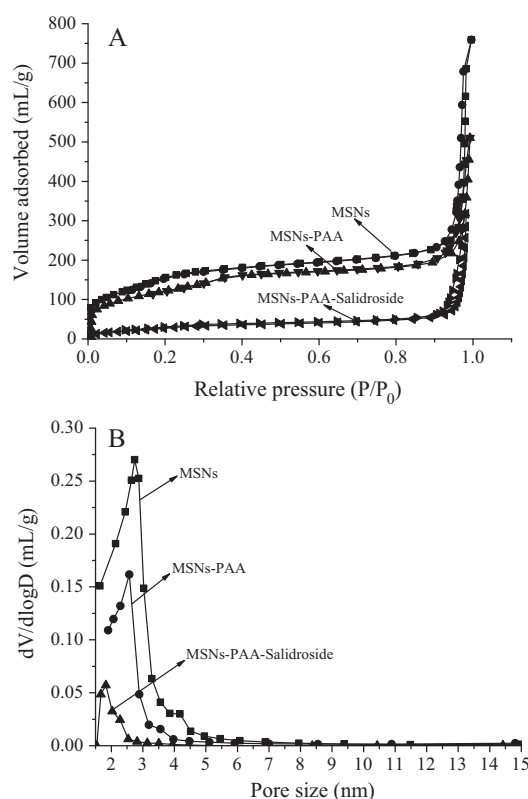 A
Volume adsorbed (mL/g)
800
700
600
500
400
300
200
100
0
MSNs
MSNs-PAA
MSNs-PAA-Salidroside
0.0 0.2 0.4 0.6 0.8 1.0
Relative pressure (P/P0)
B
dV/dlogD (mL/g)
0.30
0.25
0.20
0.15
0.10
0.05
0.00
MSNs
MSNs-PAA
MSNs-PAA-Salidroside
2 3 4 5 6 7 8 9 10 11 12 13 14 15
Pore size (nm)